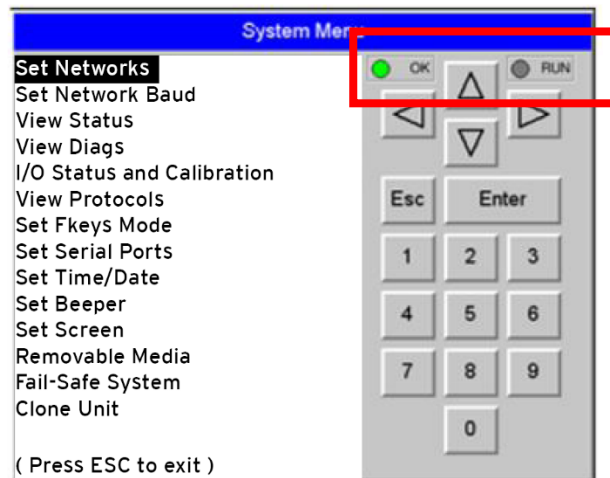 System Menu
Set Networks
Set Network Baud
View Status
View Diags
I/O Status and Calibration
View Protocols
Set Fkeys Mode
Set Serial Ports
Set Time/Date
Set Beeper
Set Screen
Removable Media
Fail-Safe System
Clone Unit
( Press ESC to exit )
OK RUN
Esc Enter
1 2 3
4 5 6
7 8 9
0